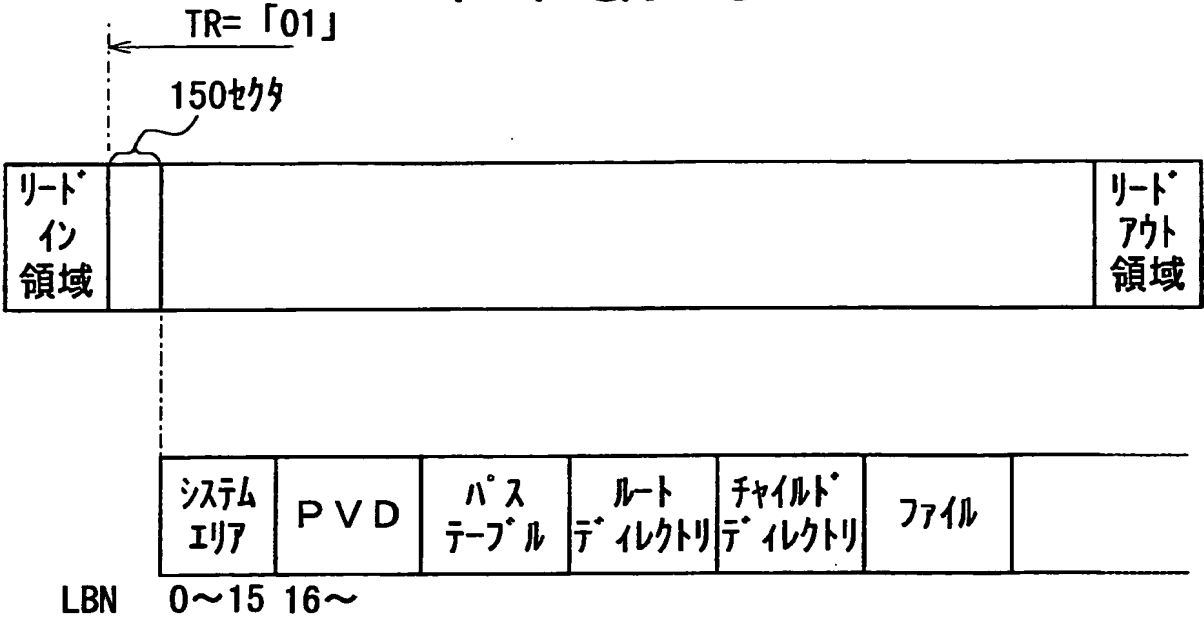 TR=「01」
150セクタ
リード
イン
領域
リード
アウト
領域
システム
エリア
PVD
パス
テーブル
ルート
ディレクトリ
チャイルド
ディレクトリ
ファイル
LBN 0～15 16～